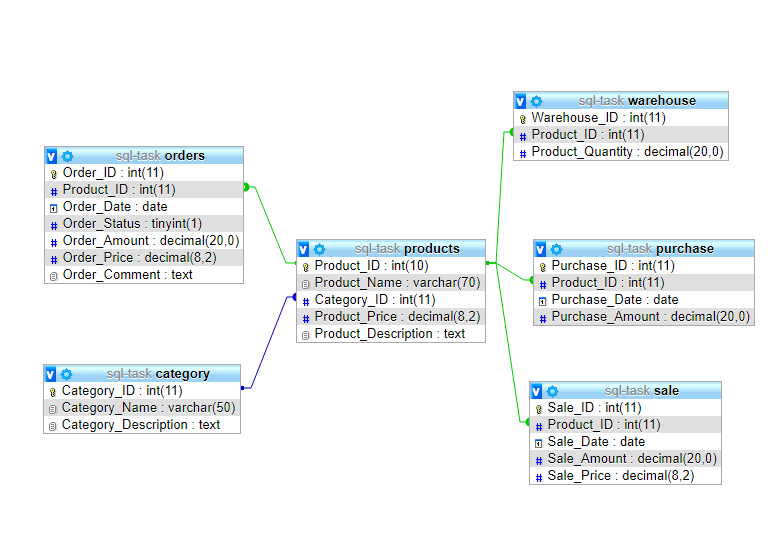 sql-task orders
Order_ID : int(11)
Product_ID : int(11)
Order_Date : date
Order_Status : tinyint(1)
Order_Amount : decimal(20,0)
Order_Price : decimal(8,2)
Order_Comment : text
sql-task category
Category_ID : int(11)
Category_Name : varchar(50)
Category_Description : text
sql-task products
Product_ID : int(10)
Product_Name : varchar(70)
Category_ID : int(11)
Product_Price : decimal(8,2)
Product_Description : text
sql-task warehouse
Warehouse_ID : int(11)
Product_ID : int(11)
Product_Quantity : decimal(20,0)
sql-task purchase
Purchase_ID : int(11)
Product_ID : int(11)
Purchase_Date : date
Purchase_Amount : decimal(20,0)
sql-task sale
Sale_ID : int(11)
Product_ID : int(11)
Sale_Date : date
Sale_Amount : decimal(20,0)
Sale_Price : decimal(8,2)